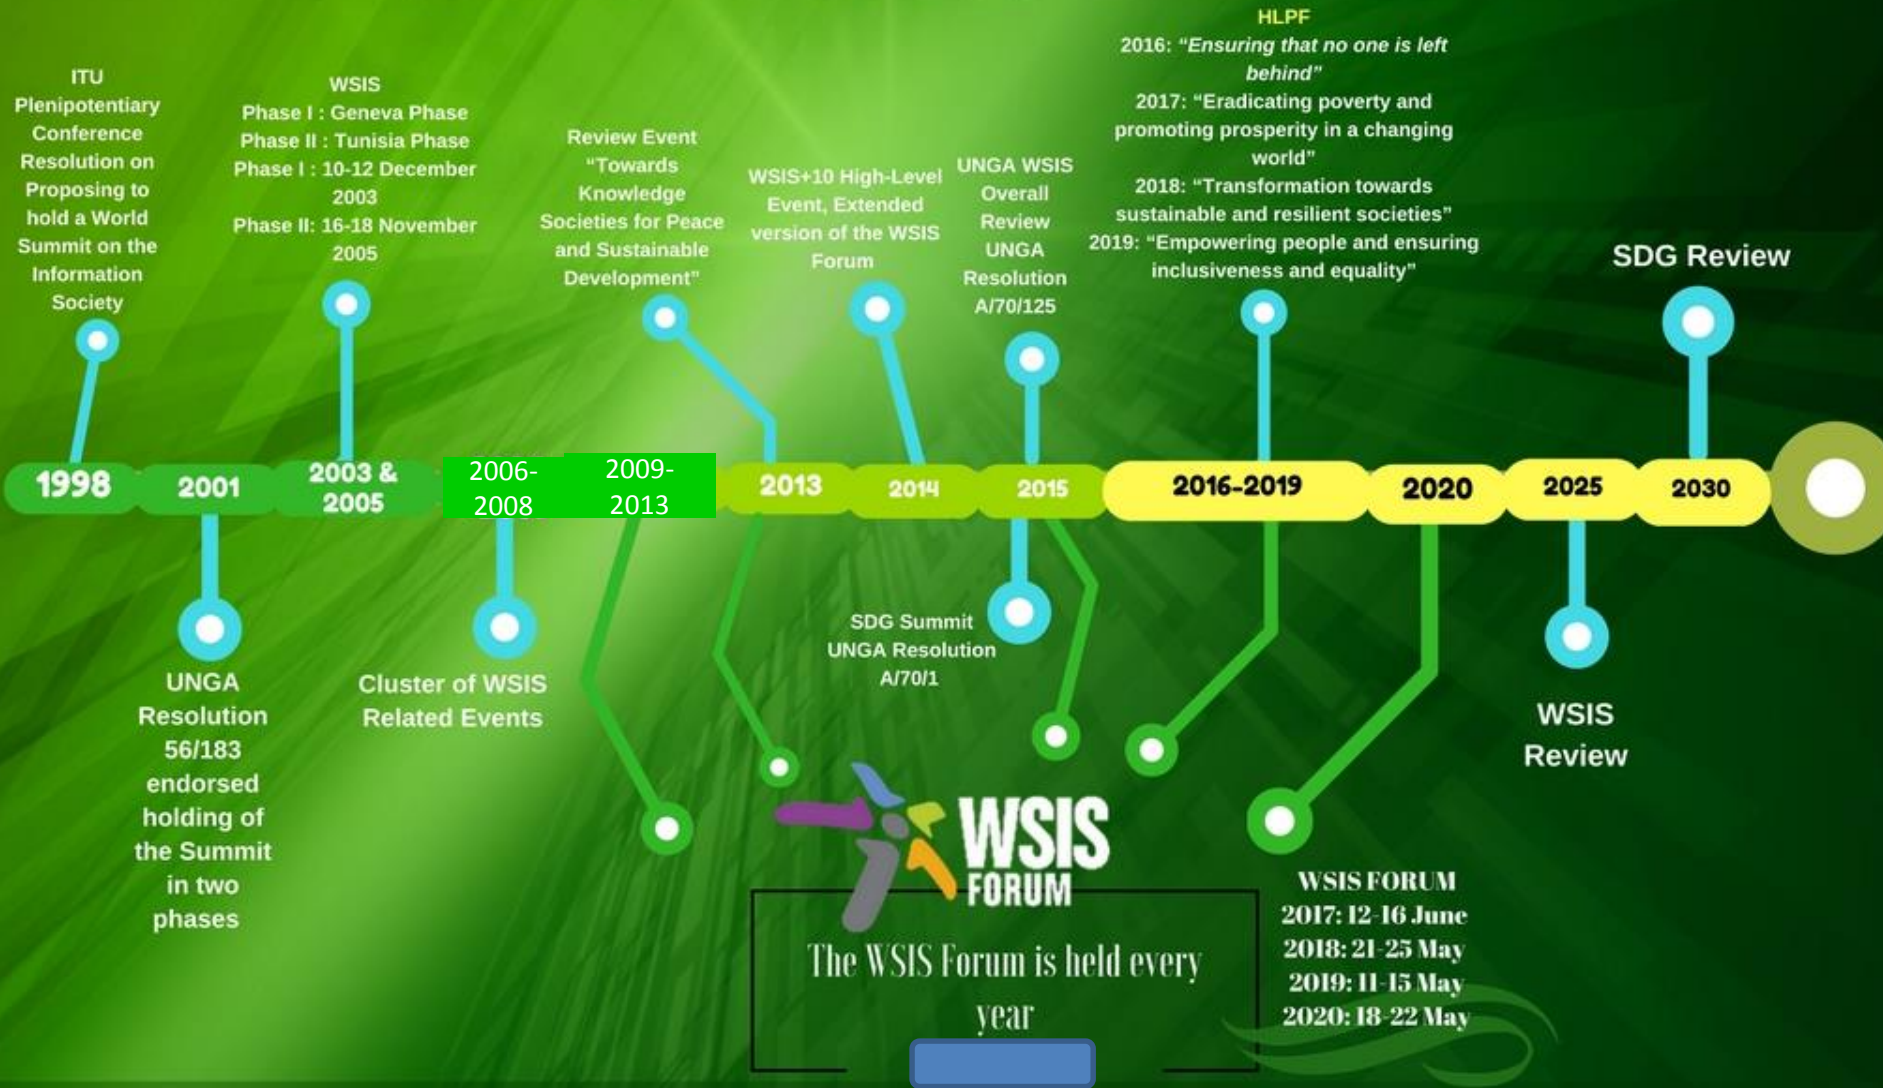 ITU
Plenipotentiary
Conference
Resolution on
Proposing to
hold a World
Summit on the
Information
Society
WSIS
Phase I : Geneva Phase
Phase II : Tunisia Phase
Phase I : 10-12 December
2003
Phase II: 16-18 November
2005
Review Event
“Towards
Knowledge
Societies for Peace
and Sustainable
Development”
WSIS+10 High-Level
Event, Extended
version of the WSIS
Forum
UNGA WSIS
Overall
Review
UNGA
Resolution
A/70/125
HLPF
2016: “Ensuring that no one is left
behind”
2017: “Eradicating poverty and
promoting prosperity in a changing
world”
2018: “Transformation towards
sustainable and resilient societies”
2019: “Empowering people and ensuring
inclusiveness and equality”
SDG Review
1998
2001
2003 &
2005
2006-
2008
2009-
2013
2013
2014
2015
2016-2019
2020
2025
2030
UNGA
Resolution
56/183
endorsed
holding of
the Summit
in two
phases
Cluster of WSIS
Related Events
SDG Summit
UNGA Resolution
A/70/1
WSIS
Review
WSIS
FORUM
The WSIS Forum is held every
year
WSIS FORUM
2017: 12-16 June
2018: 21-25 May
2019: 11-15 May
2020: 18-22 May